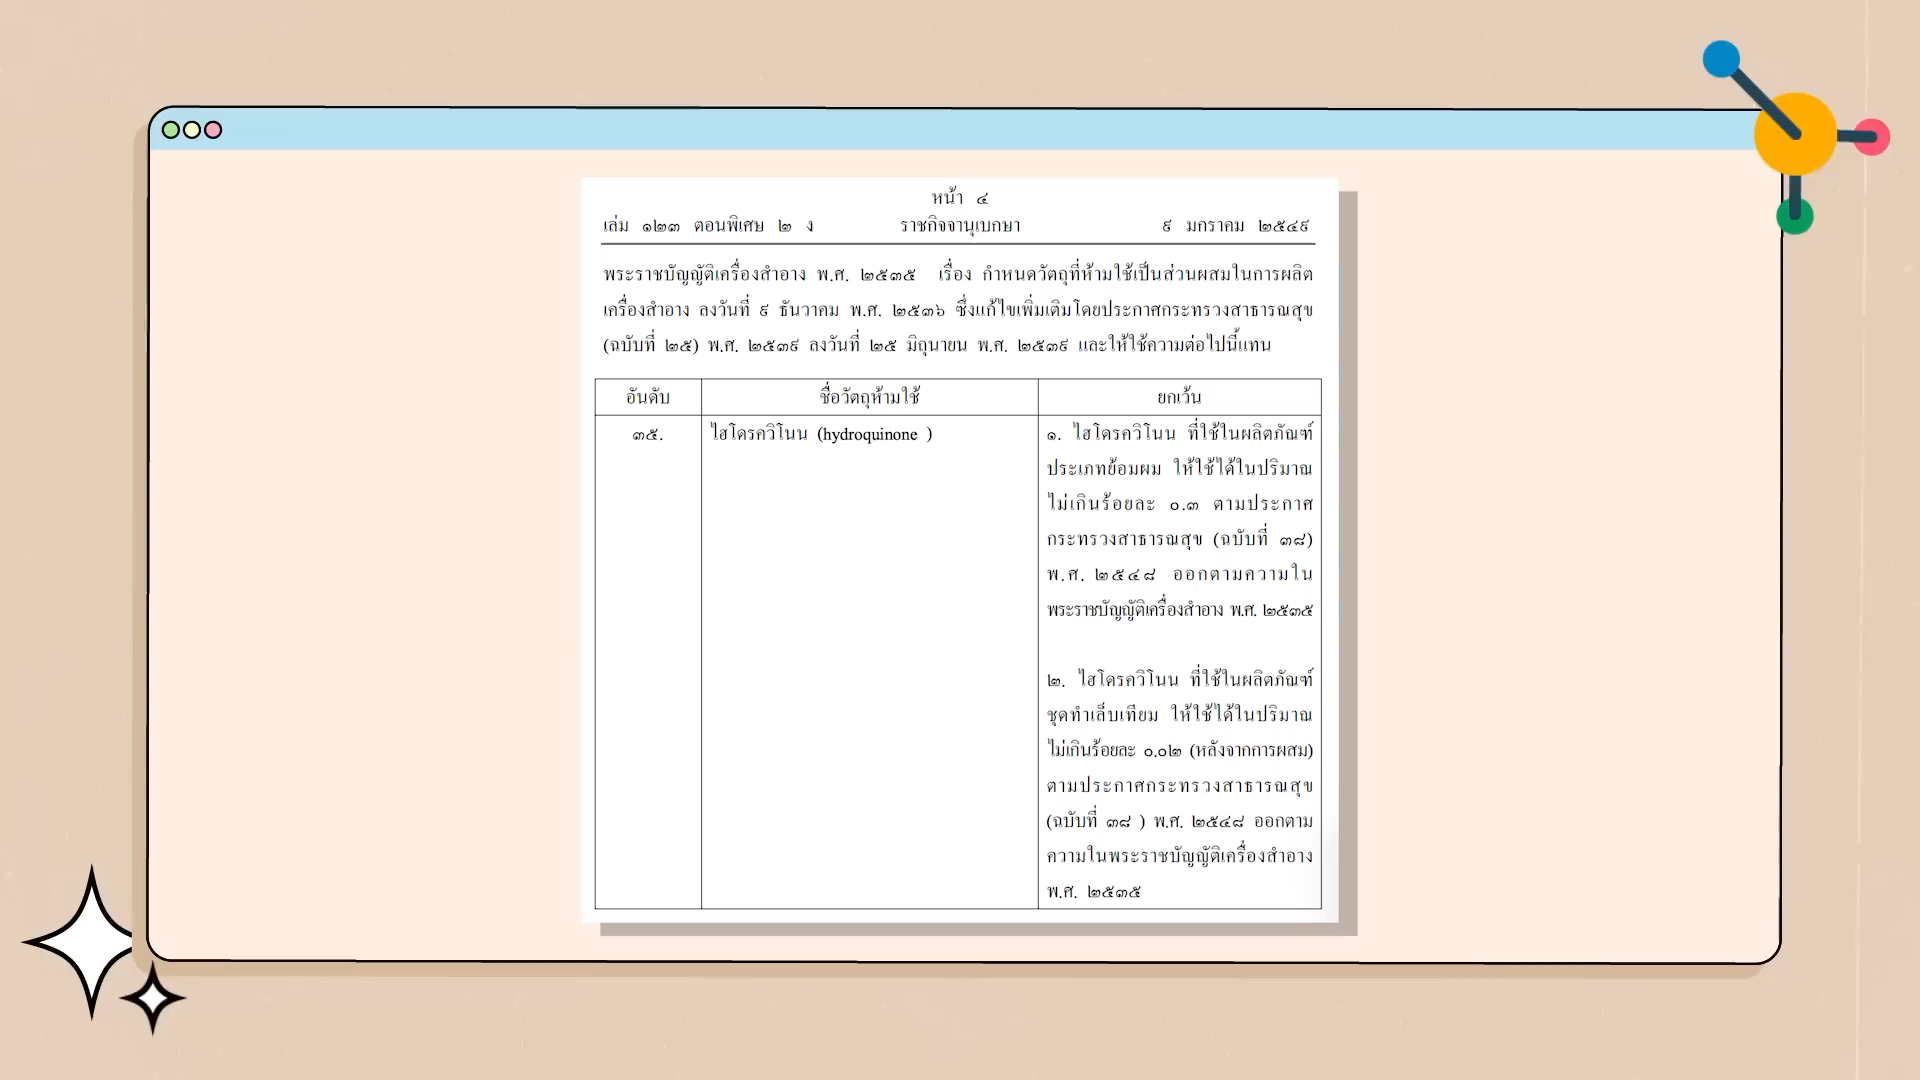 หน้า ๔
เล่ม ๑๒๓ ตอนพิเศษ ๒ ง ราชกิจจานุเบกษา ๙ มกราคม ๒๕๔๙
พระราชบัญญัติเครื่องสำอาง พ.ศ. ๒๕๓๕ เรื่อง กำหนดวัตถุที่ห้ามใช้เป็นส่วนผสมในการผลิต
เครื่องสำอาง ลงวันที่ ๙ ธันวาคม พ.ศ. ๒๕๓๖ ซึ่งแก้ไขเพิ่มเติมโดยประกาศกระทรวงสาธารณสุข
(ฉบับที่ ๒๕) พ.ศ. ๒๕๓๙ ลงวันที่ ๒๕ มิถุนายน พ.ศ. ๒๕๓๙ และให้ใช้ความต่อไปนี้แทน
อันดับ ชื่อวัตถุห้ามใช้ ยกเว้น
๓๕. ไฮโดรควิโนน (hydroquinone ) ๑. ไฮโดรควิโนน ที่ใช้ในผลิตภัณฑ์
ประเภทย้อมผม ให้ใช้ได้ในปริมาณ
ไม่เกินร้อยละ ๐.๓ ตามประกาศ
กระทรวงสาธารณสุข (ฉบับที่ ๓๘)
พ.ศ. ๒๕๔๘ ออกตามความใน
พระราชบัญญัติเครื่องสำอาง พ.ศ. ๒๕๓๕
๒. ไฮโดรควิโนน ที่ใช้ในผลิตภัณฑ์
ชุดทำเล็บเทียม ให้ใช้ได้ในปริมาณ
ไม่เกินร้อยละ ๐.๐๒ (หลังจากการผสม)
ตามประกาศกระทรวงสาธารณสุข
(ฉบับที่ ๓๘ ) พ.ศ. ๒๕๔๘ ออกตาม
ความในพระราชบัญญัติเครื่องสำอาง
พ.ศ. ๒๕๓๕